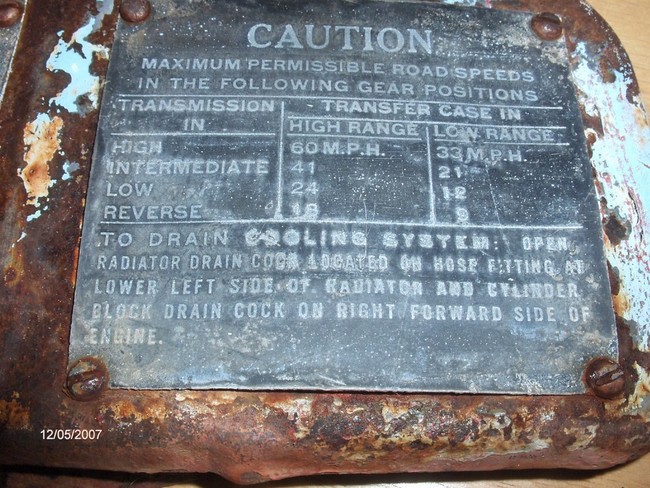 CAUTION
MAXIMUM PERMISSIBLE ROAD SPEEDS
IN THE FOLLOWING GEAR POSITIONS
TRANSMISSION IN TRANSFER CASE IN
HIGH RANGE LOW RANGE
HIGH 60 M.P.H. 33 M.P.H.
INTERMEDIATE 41 21
LOW 24 12
REVERSE 18 9
TO DRAIN COOLING SYSTEM: OPEN
RADIATOR DRAIN COCK LOCATED ON HOSE FITTING AT
LOWER LEFT SIDE OF RADIATOR AND CYLINDER
BLOCK DRAIN COCK ON RIGHT FORWARD SIDE OF
ENGINE.
12/05/2007